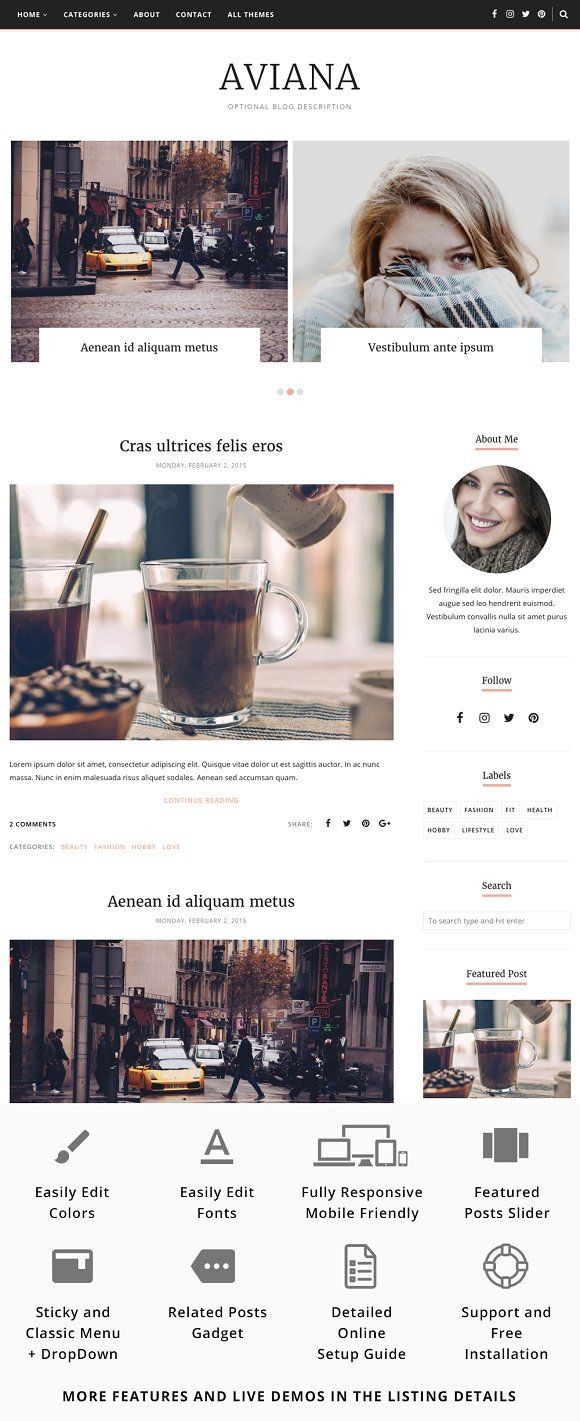 HOME CATEGORIES ABOUT CONTACT ALL THEMES
AVIANA
OPTIONAL BLOG DESCRIPTION
RISTORANTE
P
Aenean id aliquam metus
Vestibulum ante ipsum
Cras ultrices felis eros
MONDAY, FEBRUARY 2, 2015
Lorem ipsum dolor sit amet, consectetur adipiscing elit. Quisque vitae dolor ut est sagittis auctor. In ac nunc
massa. Nunc in enim malesuada risus aliquet sodales. Aenean sed accumsan quam.
CONTINUE READING
2 COMMENTS
SHARE:
CATEGORIES: BEAUTY FASHION HOBBY LOVE
Aenean id aliquam metus
MONDAY, FEBRUARY 2, 2015
P
About Me
Sed fringilla elit dolor. Mauris imperdiet
augue sed leo hendrerit euismod.
Vestibulum convallis nulla sit amet purus
lacinia varius.
Follow
Labels
BEAUTY FASHION FIT HEALTH
HOBBY LIFESTYLE LOVE
Search
To search type and hit enter
Featured Post
Easily Edit
Colors
Easily Edit
Fonts
Fully Responsive
Mobile Friendly
Featured
Posts Slider
Sticky and
Classic Menu
+ DropDown
Related Posts
Gadget
Detailed
Online
Setup Guide
Support and
Free
Installation
MORE FEATURES AND LIVE DEMOS IN THE LISTING DETAILS